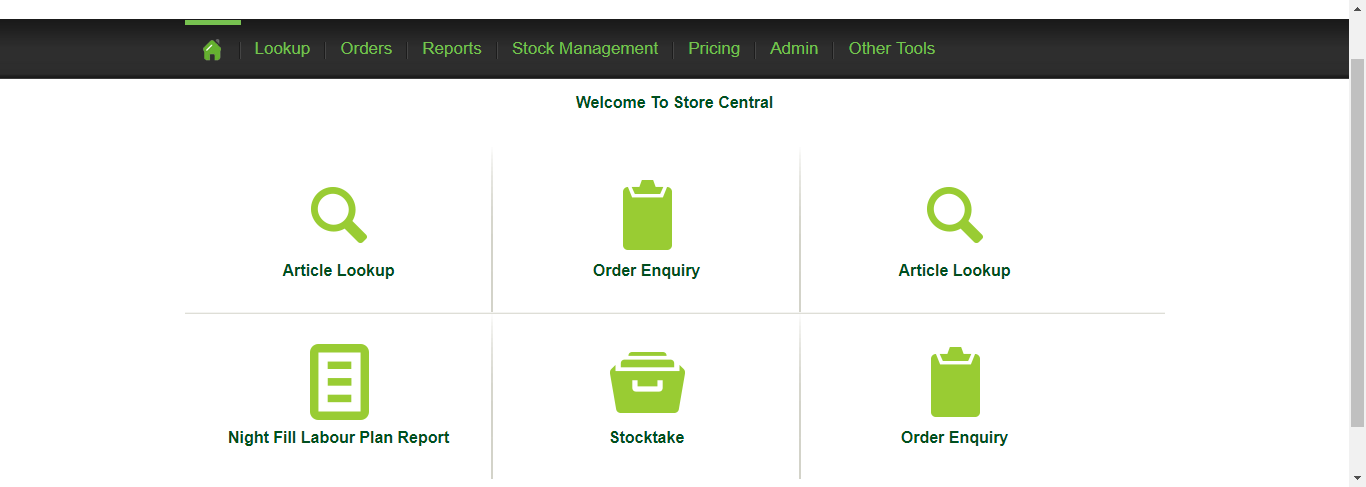 Lookup Orders Reports Stock Management Pricing Admin Other Tools
Welcome To Store Central
Article Lookup Order Enquiry Article Lookup
Night Fill Labour Plan Report Stocktake Order Enquiry